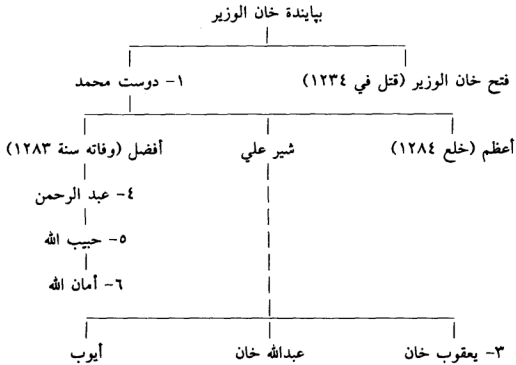 بپایندة خان الوزير
فتح خان الوزير (قتل في ١٢٣٤) ١- دوست محمد
أعظم (خلع ١٢٨٤) شير علي أفضل (وفاته سنة ١٢٨٣)
٤- عبد الرحمن
٥- حبيب الله
٦- أمان الله
٣- يعقوب خان عبدالله خان أيوب